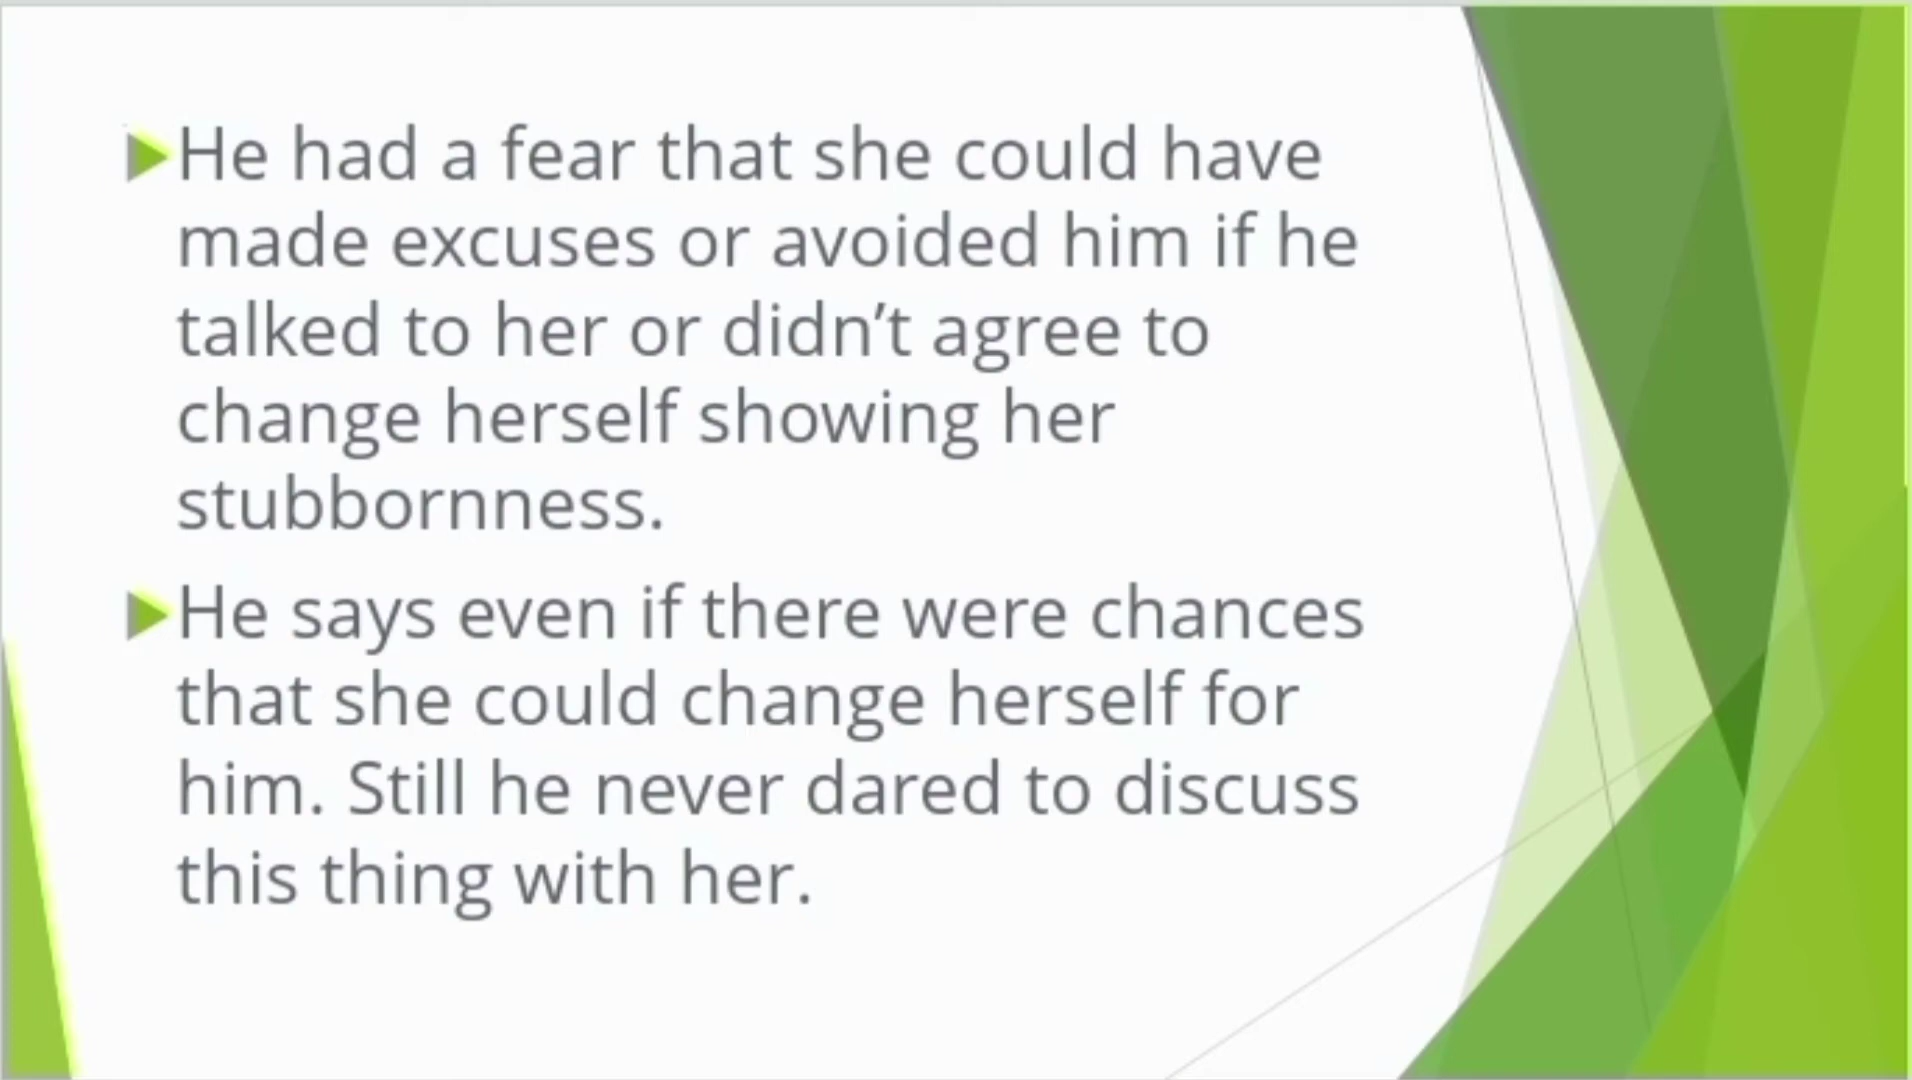 He had a fear that she could have
made excuses or avoided him if he
talked to her or didn’t agree to
change herself showing her
stubbornness.
He says even if there were chances
that she could change herself for
him. Still he never dared to discuss
this thing with her.